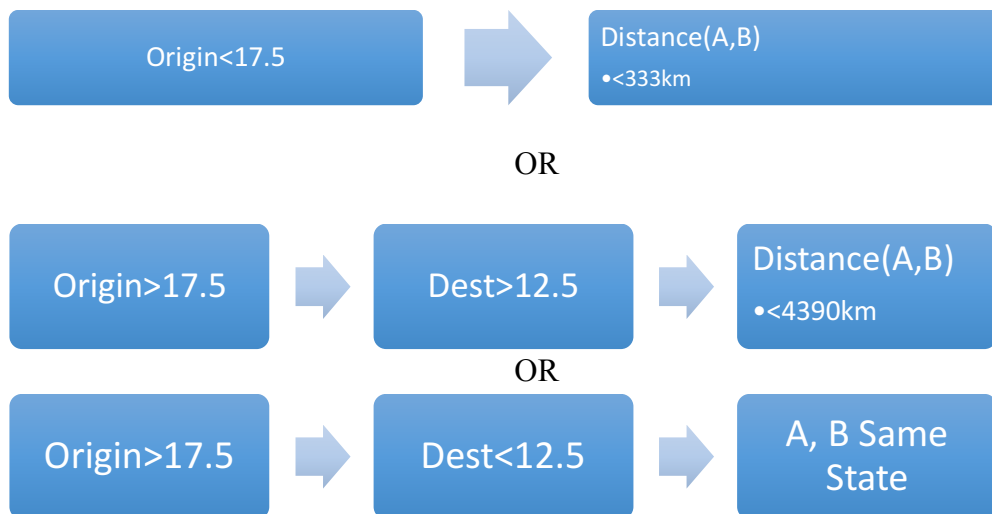 Origin<17.5
Distance(A,B)
•<333km
OR
Origin>17.5
Dest>12.5
Distance(A,B)
•<4390km
OR
Origin>17.5
Dest<12.5
A, B Same
State